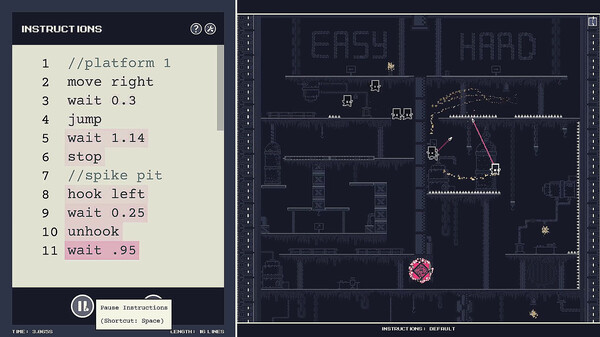 INSTRUCTIONS
1 //platform 1
2 move right
3 wait 0.3
4 jump
5 wait 1.14
6 stop
7 //spike pit
8 hook left
9 wait 0.25
10 unhook
11 wait .95
Pause Instructions
(Shortcut: Space)
TIME: 3.065S
LENGTH: 16 LINES
EASY
HARD
INSTRUCTIONS: DEFAULT